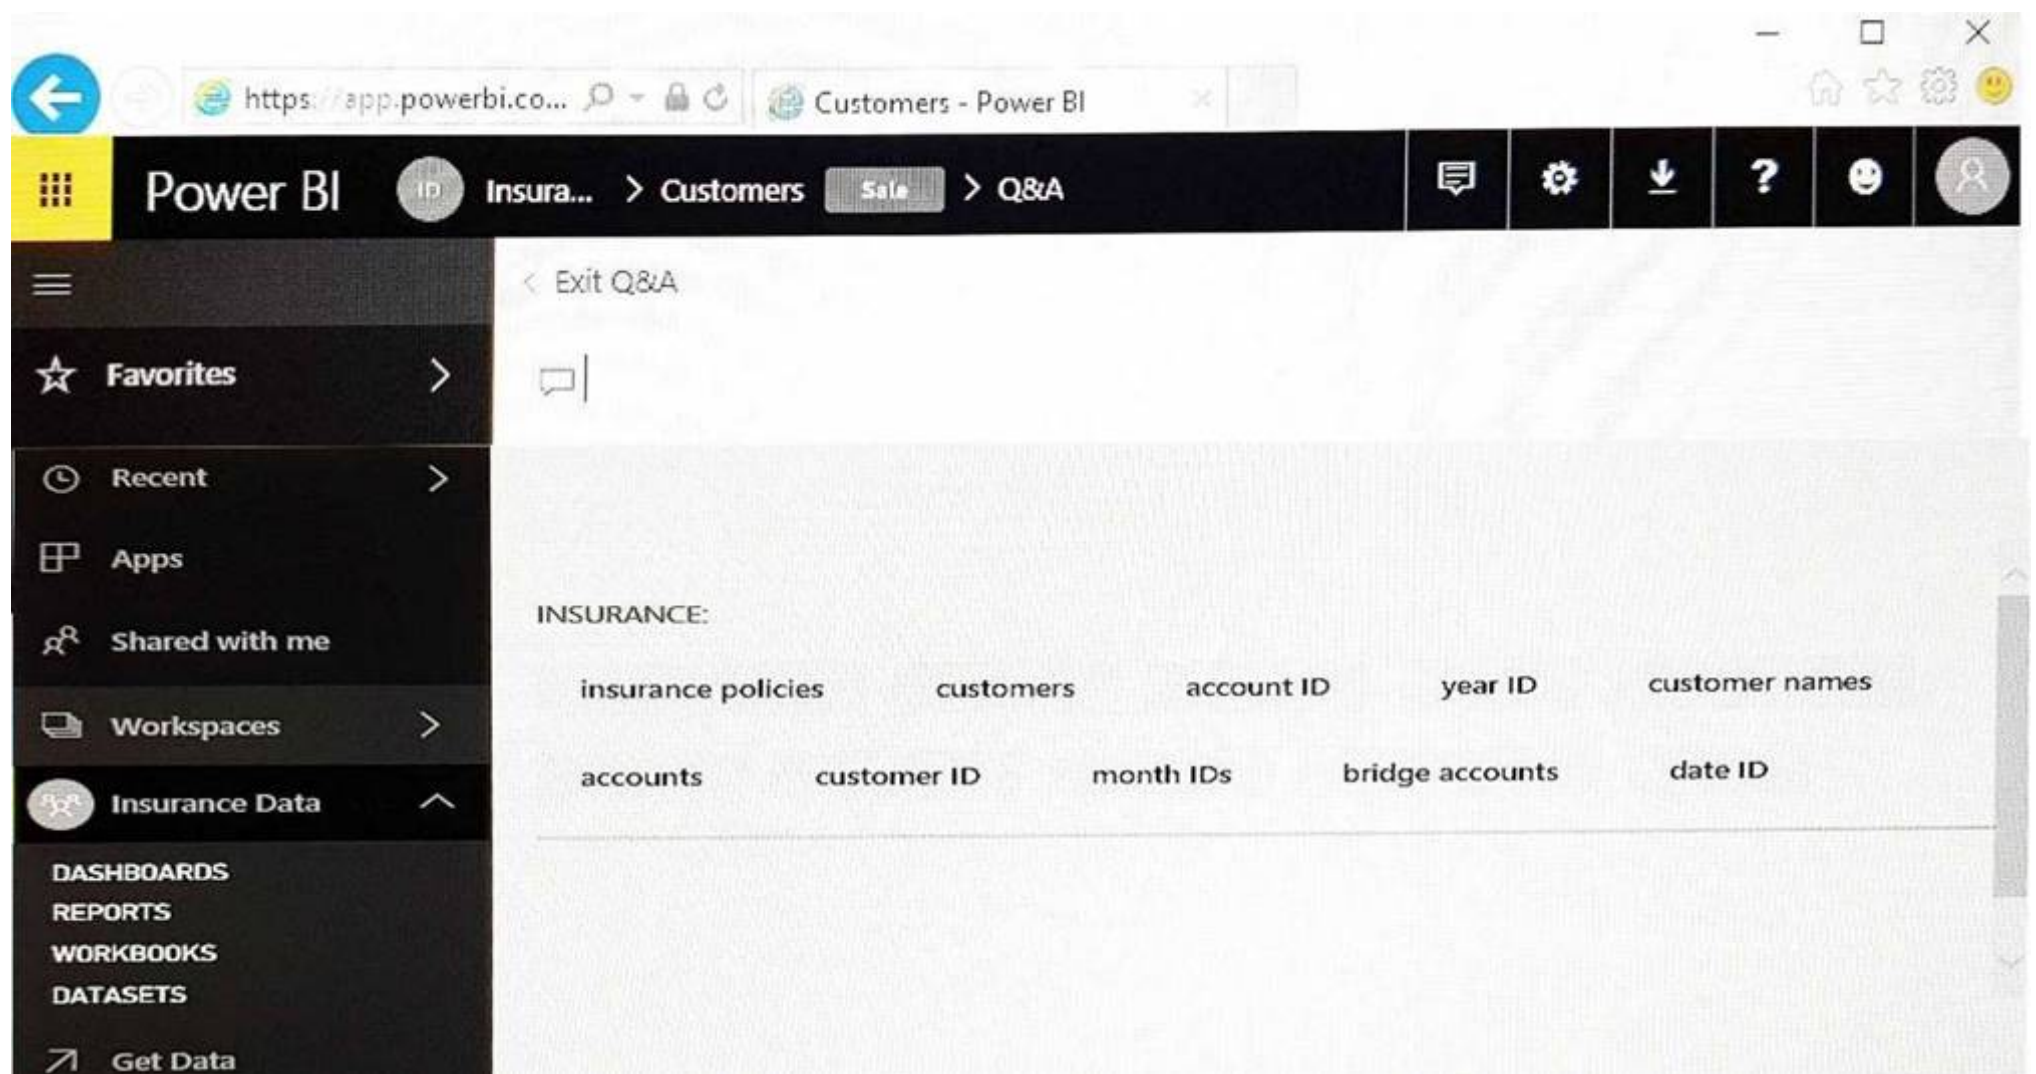 https://app.powerbi.co...
Customers - Power BI
Power BI ID Insura... > Customers Sale > Q&A ?
< Exit Q&A
Favorites >
Recent >
Apps
Shared with me
Workspaces >
Insurance Data
DASHBOARDS
REPORTS
WORKBOOKS
DATASETS
Get Data
INSURANCE:
insurance policies customers account ID year ID customer names
accounts customer ID month IDs bridge accounts date ID